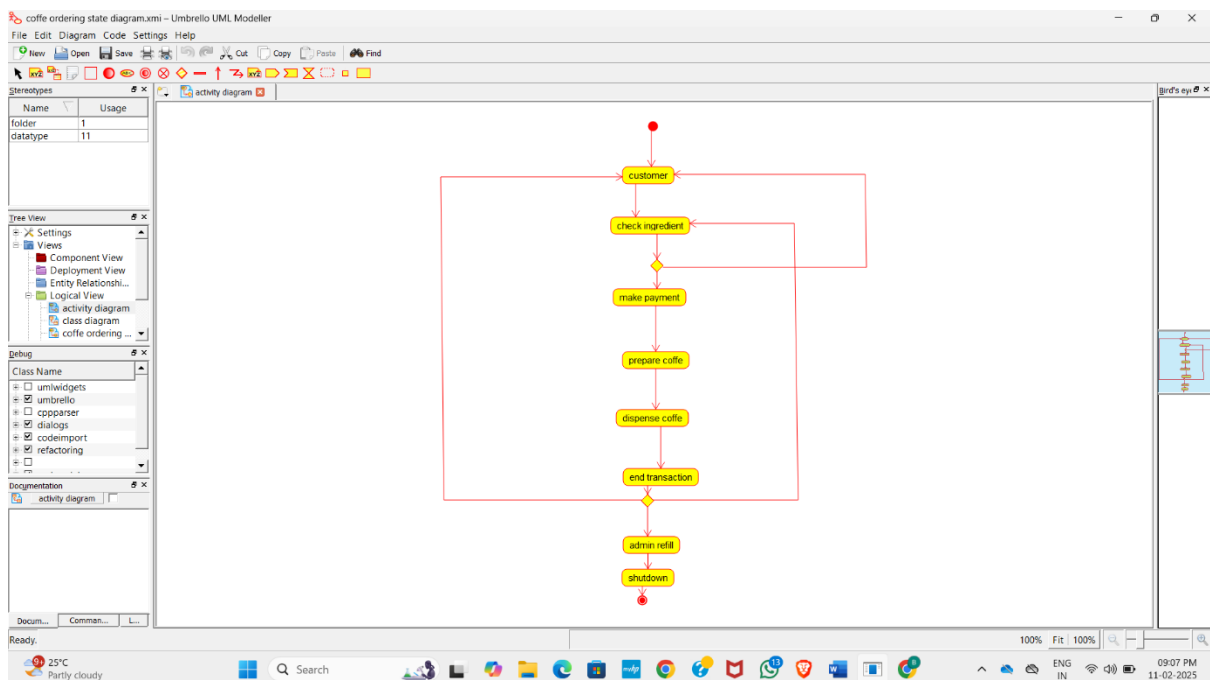 coffe ordering state diagram.xmi – Umbrello UML Modeller
File Edit Diagram Code Settings Help
New Open Save Cut Copy Paste Find
Stereotypes
Name Usage
folder 1
datatype 11
Tree View
Settings
Views
Component View
Deployment View
Entity Relationshi...
Logical View
activity diagram
class diagram
coffe ordering ...
Debug
Class Name
umlwidgets
umbrello
cppparser
dialogs
codeimport
refactoring
Documentation
activity diagram
Docum... Comman... L...
Ready.
activity diagram
customer
check ingredient
make payment
prepare coffe
dispense coffe
end transaction
admin refill
shutdown
Bird's eye
100% Fit 100%
25°C
Partly cloudy
Search
13
ENG
IN
09:07 PM
11-02-2025